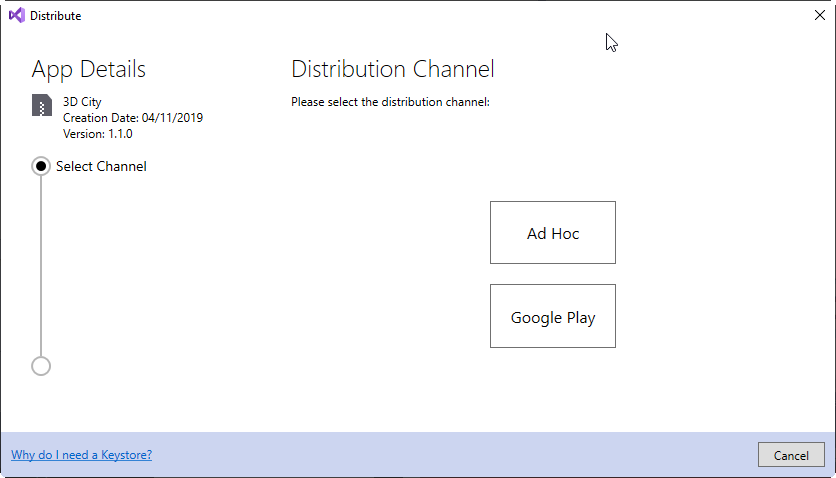 Distribute
App Details
3D City
Creation Date: 04/11/2019
Version: 1.1.0
Select Channel
Distribution Channel
Please select the distribution channel:
Ad Hoc
Google Play
Why do I need a Keystore?
Cancel